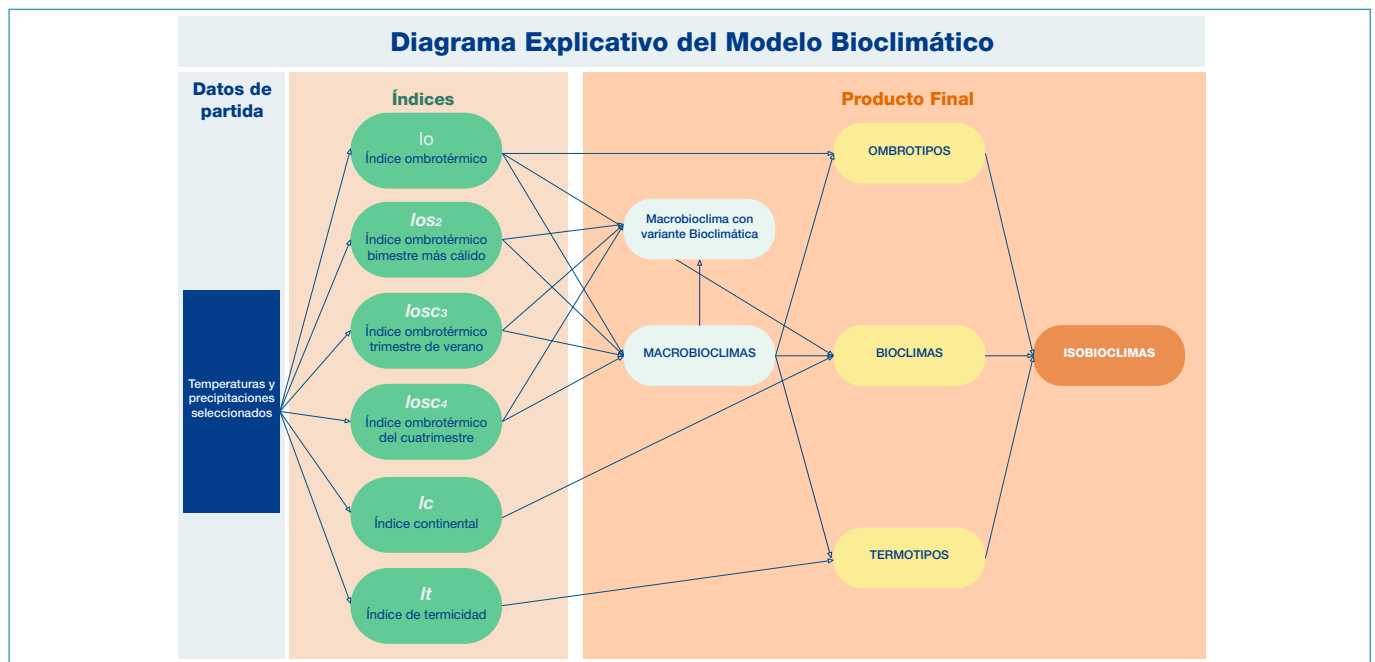 Diagrama Explicativo del Modelo Bioclimático
Datos de
partida
Temperaturas y
precipitaciones
seleccionados
Índices
Io
Índice ombrotérmico
Ios2
Índice ombrotérmico
bimestre más cálido
Iosc3
Índice ombrotérmico
trimestre de verano
Iosc4
Índice ombrotérmico
del cuatrimestre
Ic
Índice continental
It
Índice de termicidad
Producto Final
Macrobioclima con
variante Bioclimática
MACROBIOCLIMAS
OMBROTIPOS
BIOCLIMAS
TERMOTIPOS
ISOBIOCLIMAS